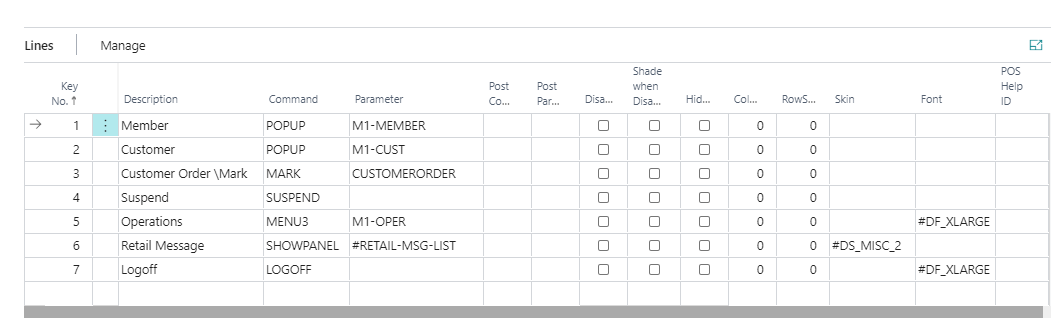 Lines Manage
Key No. ↑ Description Command Parameter Post Co... Post Par... Disa... Shade when Disa... Hid... Col... RowS... Skin Font POS Help ID
1 Member POPUP M1-MEMBER 0 0
2 Customer POPUP M1-CUST 0 0
3 Customer Order \Mark MARK CUSTOMERORDER 0 0
4 Suspend SUSPEND 0 0
5 Operations MENU3 M1-OPER 0 0 #DF_XLARGE
6 Retail Message SHOWPANEL #RETAIL-MSG-LIST 0 0 #DS_MISC_2
7 Logoff LOGOFF 0 0 #DF_XLARGE